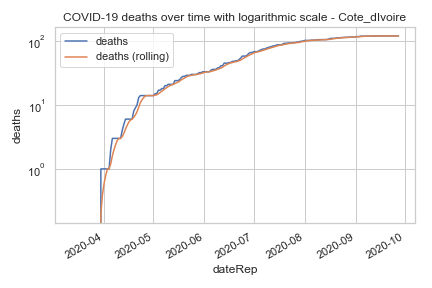 COVID-19 deaths over time with logarithmic scale - Cote_dIvoire
deaths
deaths (rolling)
10²
10¹
10⁰
deaths
2020-04
2020-05
2020-06
2020-07
2020-08
2020-09
2020-10
dateRep